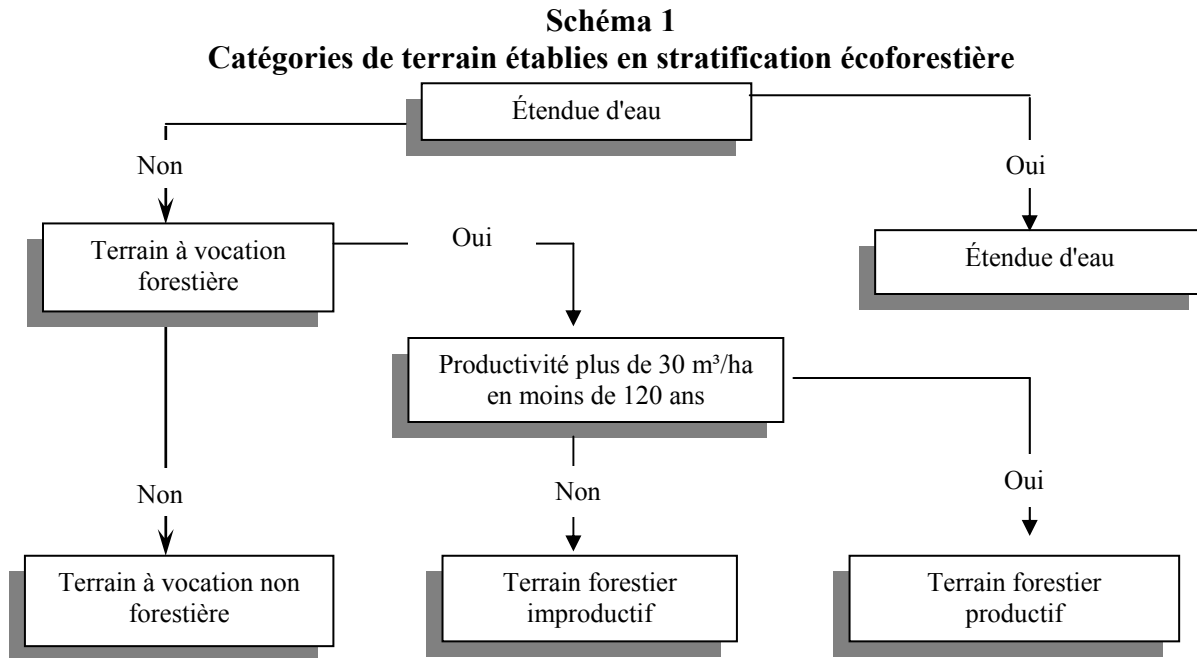 Schéma 1
Catégories de terrain établies en stratification écoforestière
Étendue d'eau
Non
Oui
Terrain à vocation
forestière
Oui
Étendue d'eau
Productivité plus de 30 m³/ha
en moins de 120 ans
Non
Non
Oui
Terrain à vocation non
forestière
Terrain forestier
improductif
Terrain forestier
productif